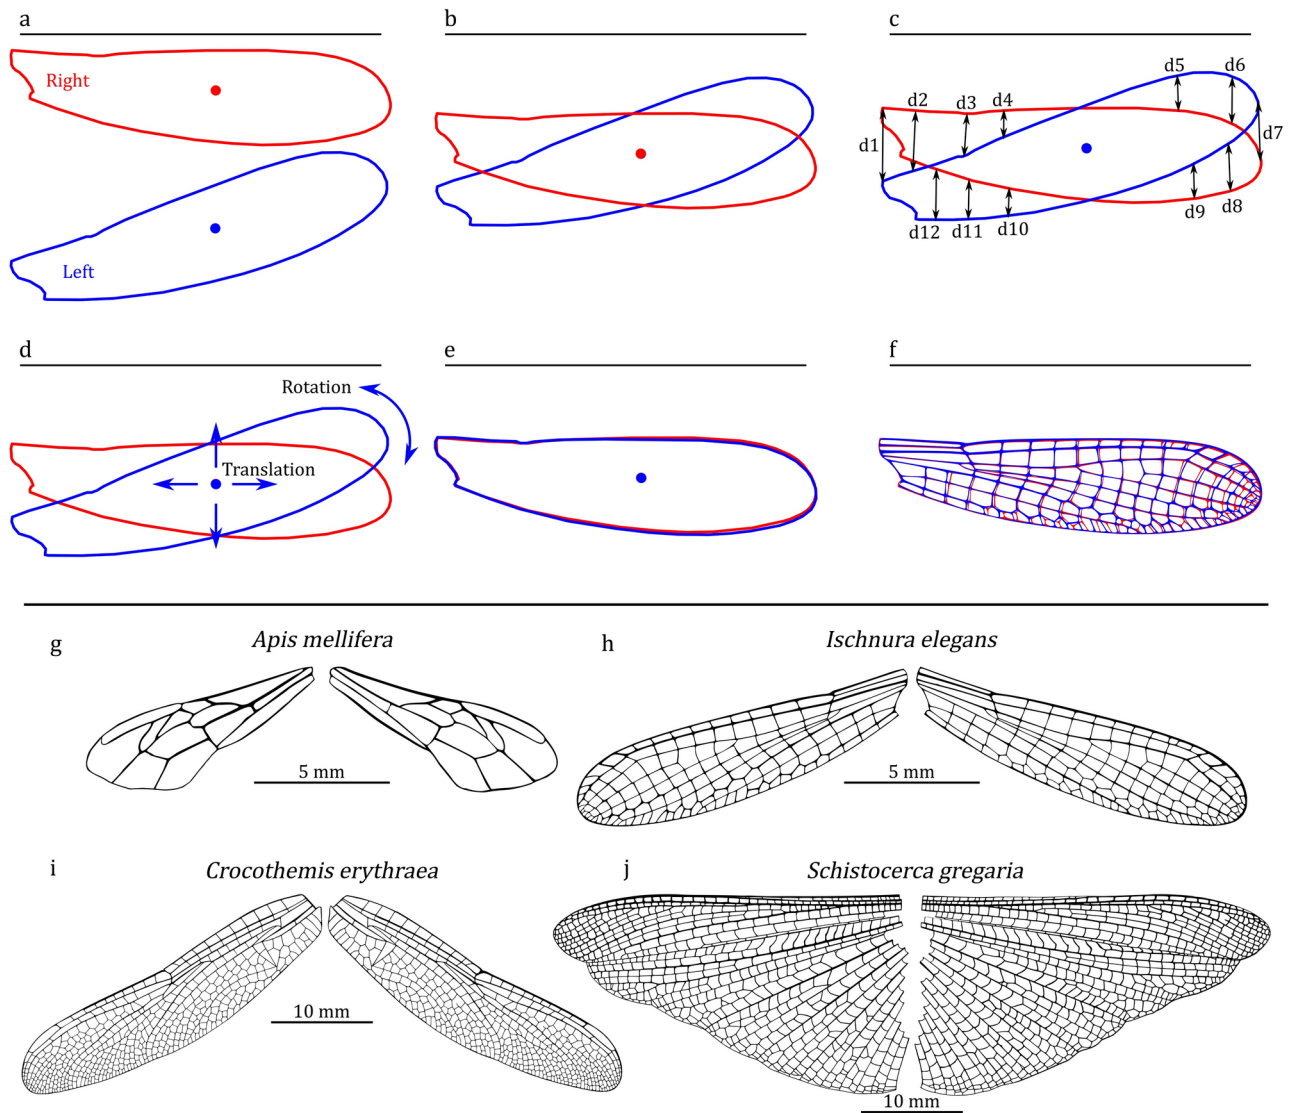 a
Right
Left
b
c
d1
d2
d3
d4
d5
d6
d7
d8
d9
d10
d11
d12
d
Rotation
Translation
e
f
g
Apis mellifera
5 mm
h
Ischnura elegans
5 mm
i
Crocothemis erythraea
10 mm
j
Schistocerca gregaria
10 mm